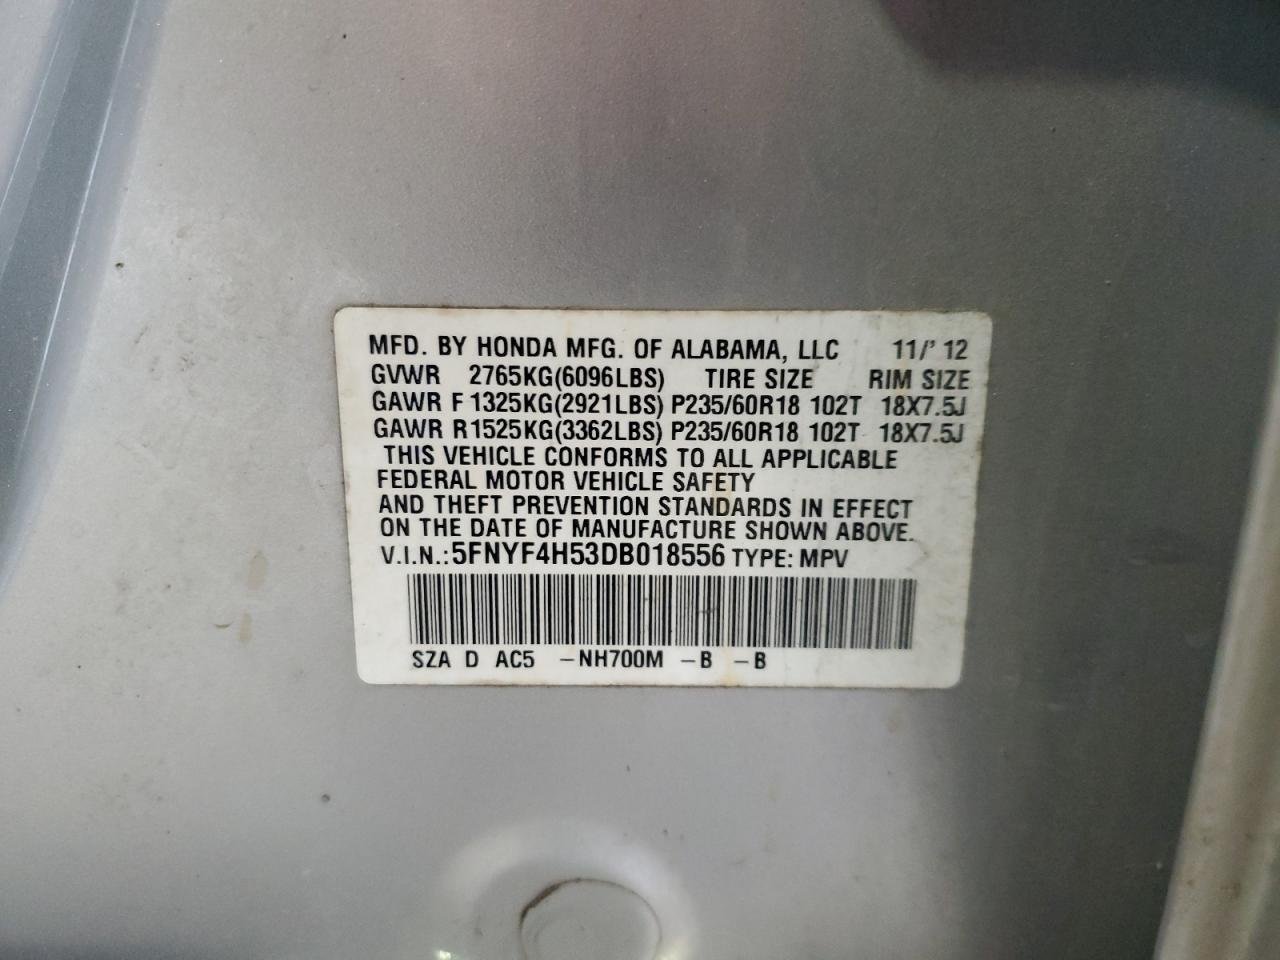 MFD. BY HONDA MFG. OF ALABAMA, LLC 11/' 12
GVWR 2765KG(6096LBS) TIRE SIZE RIM SIZE
GAWR F 1325KG(2921LBS) P235/60R18 102T 18X7.5J
GAWR R1525KG(3362LBS) P235/60R18 102T 18X7.5J
THIS VEHICLE CONFORMS TO ALL APPLICABLE
FEDERAL MOTOR VEHICLE SAFETY
AND THEFT PREVENTION STANDARDS IN EFFECT
ON THE DATE OF MANUFACTURE SHOWN ABOVE.
V.I.N.: 5FNYF4H53DB018556 TYPE: MPV
SZA D AC5 -NH700M -B -B